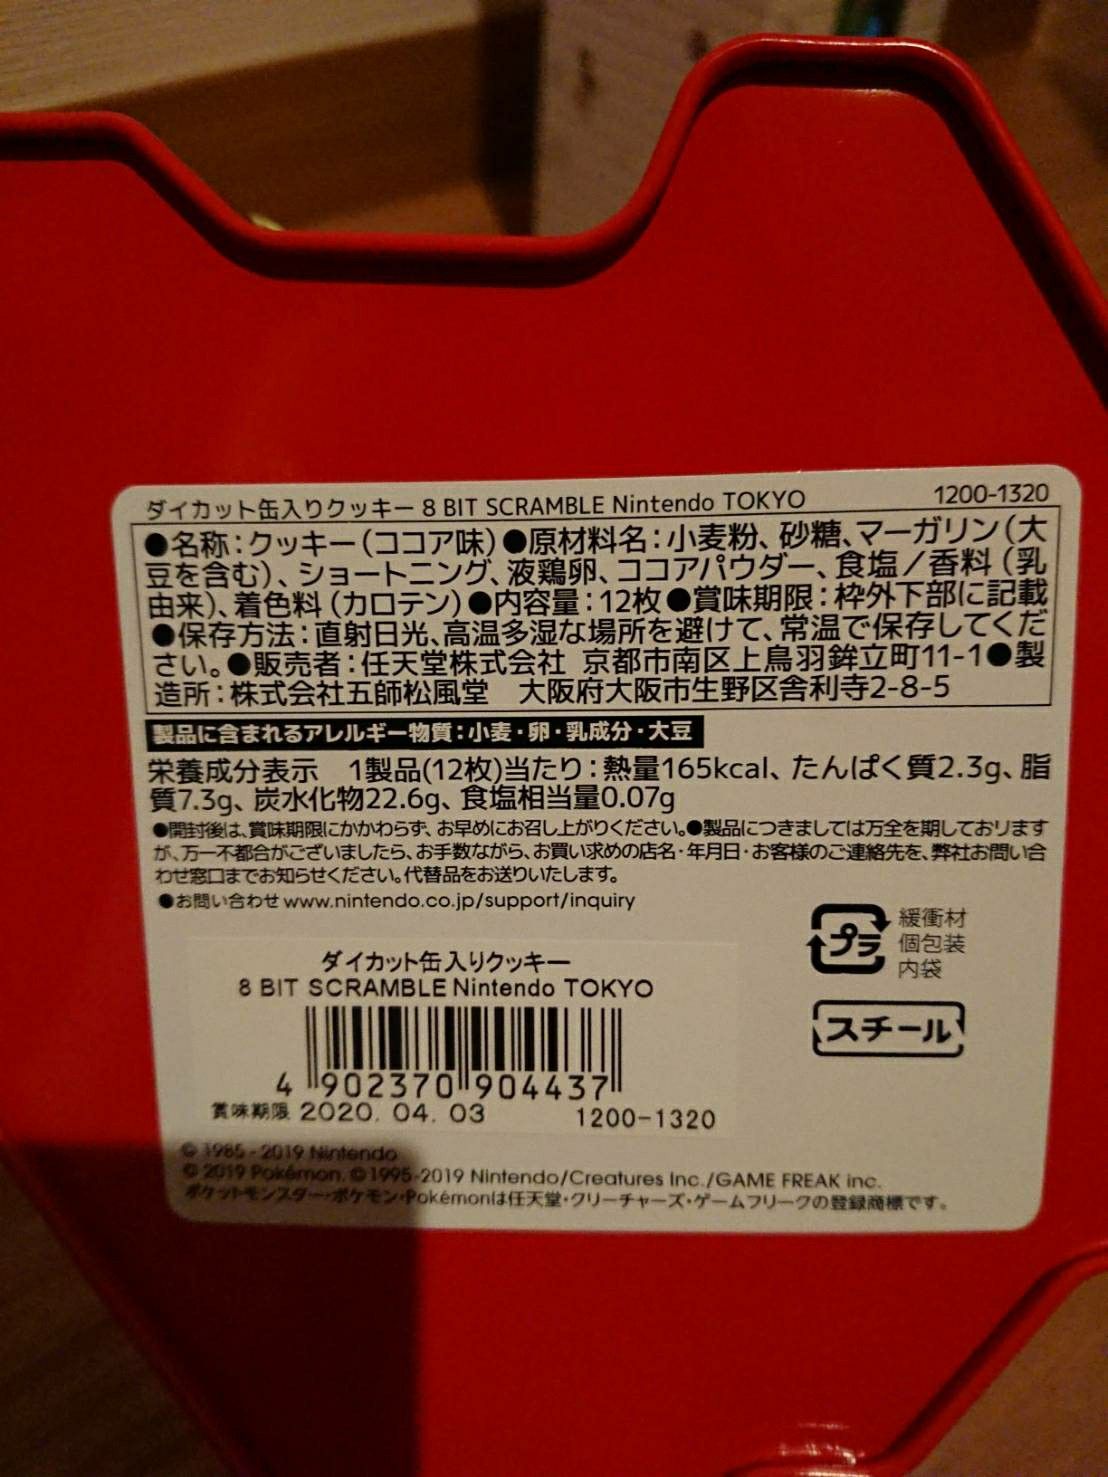 ダイカット缶入りクッキー 8 BIT SCRAMBLE Nintendo TOKYO 1200-1320
●名称：クッキー（ココア味）●原材料名：小麦粉、砂糖、マーガリン（大
豆を含む）、ショートニング、液鶏卵、ココアパウダー、食塩／香料（乳
由来）、着色料（カロテン）●内容量：12枚●賞味期限：枠外下部に記載
●保存方法：直射日光、高温多湿な場所を避けて、常温で保存してくだ
さい。●販売者：任天堂株式会社 京都市南区上鳥羽鉾立町11-1●製
造所：株式会社五師松風堂 大阪府大阪市生野区舎利寺2-8-5
製品に含まれるアレルギー物質：小麦・卵・乳成分・大豆
栄養成分表示 1製品(12枚)当たり：熱量165kcal、たんぱく質2.3g、脂
質7.3g、炭水化物22.6g、食塩相当量0.07g
●開封後は、賞味期限にかかわらず、お早めにお召し上がりください。●製品につきましては万全を期しております
が、万一不都合がございましたら、お手数ながら、お買い求めの店名・年月日・お客様のご連絡先を、弊社お問い合
わせ窓口までお知らせください。代替品をお送りいたします。
●お問い合わせ www.nintendo.co.jp/support/inquiry
プラ
緩衝材
個包装
内袋
スチール
ダイカット缶入りクッキー
8 BIT SCRAMBLE Nintendo TOKYO
4 902370 904437
賞味期限 2020. 04. 03 1200-1320
© 1985-2019 Nintendo
© 2019 Pokémon. © 1995-2019 Nintendo/Creatures Inc./GAME FREAK inc.
ポケットモンスター・ポケモン・Pokémonは任天堂・クリーチャーズ・ゲームフリークの登録商標です。